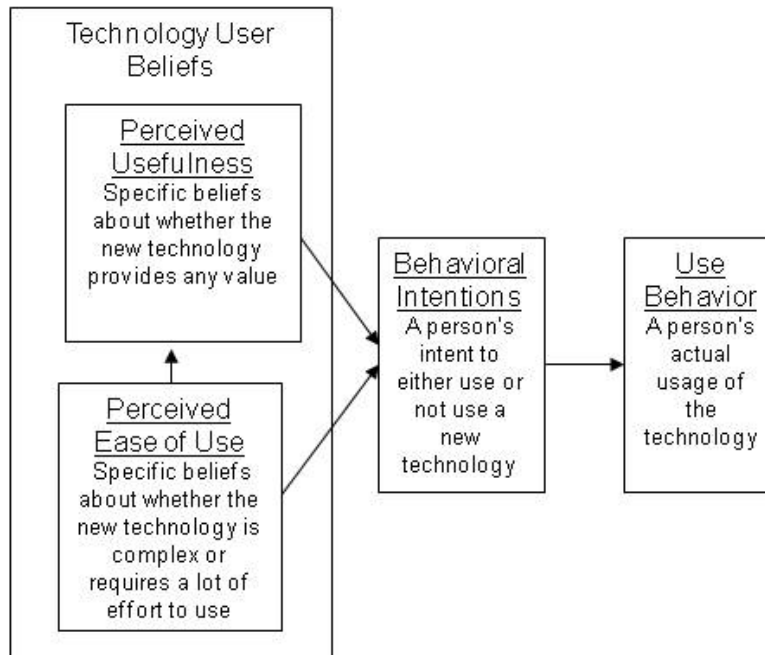 Technology User
Beliefs
Perceived
Usefulness
Specific beliefs
about whether the
new technology
provides any value
Perceived
Ease of Use
Specific beliefs
about whether the
new technology is
complex or
requires a lot of
effort to use
Behavioral
Intentions
A person's
intent to
either use or
not use a
new
technology
Use
Behavior
A person's
actual
usage of
the
technology